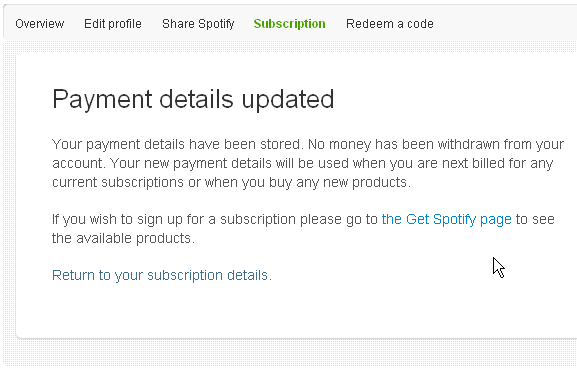 Overview Edit profile Share Spotify Subscription Redeem a code
Payment details updated
Your payment details have been stored. No money has been withdrawn from your
account. Your new payment details will be used when you are next billed for any
current subscriptions or when you buy any new products.
If you wish to sign up for a subscription please go to the Get Spotify page to see
the available products.
Return to your subscription details.